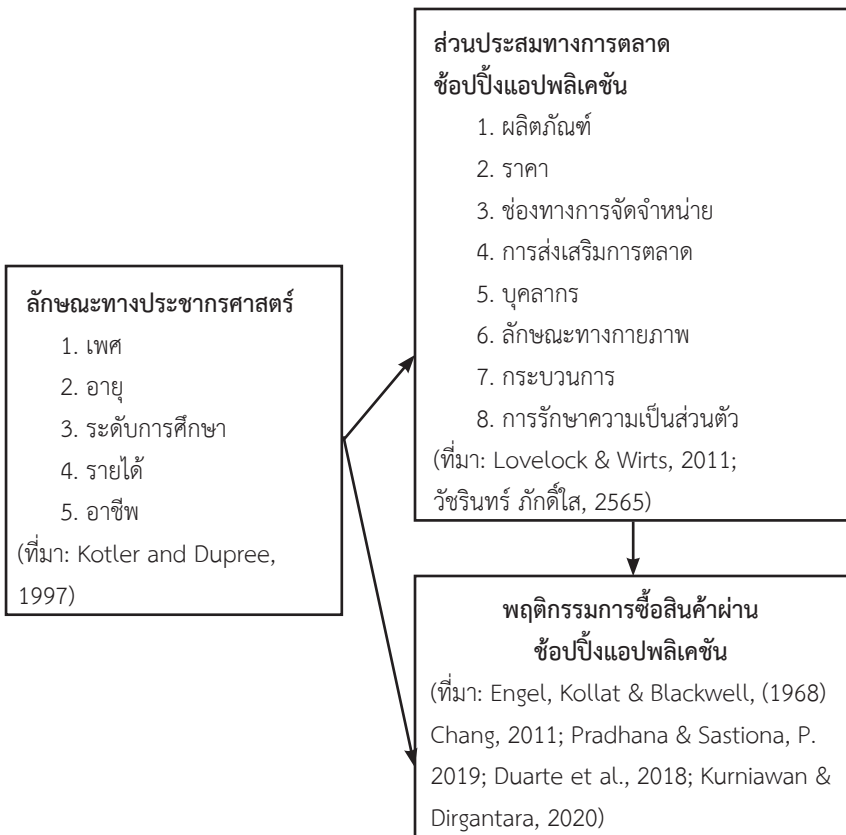 ลักษณะทางประชากรศาสตร์
1. เพศ
2. อายุ
3. ระดับการศึกษา
4. รายได้
5. อาชีพ
(ที่มา: Kotler and Dupree,
1997)
ส่วนประสมทางการตลาด
ช้อปปิ้งแอปพลิเคชัน
1. ผลิตภัณฑ์
2. ราคา
3. ช่องทางการจัดจำหน่าย
4. การส่งเสริมการตลาด
5. บุคลากร
6. ลักษณะทางกายภาพ
7. กระบวนการ
8. การรักษาความเป็นส่วนตัว
(ที่มา: Lovelock & Wirts, 2011;
วัชรินทร์ ภักดิ์ใส, 2565)
พฤติกรรมการซื้อสินค้าผ่าน
ช้อปปิ้งแอปพลิเคชัน
(ที่มา: Engel, Kollat & Blackwell, (1968)
Chang, 2011; Pradhana & Sastiona, P.
2019; Duarte et al., 2018; Kurniawan &
Dirgantara, 2020)